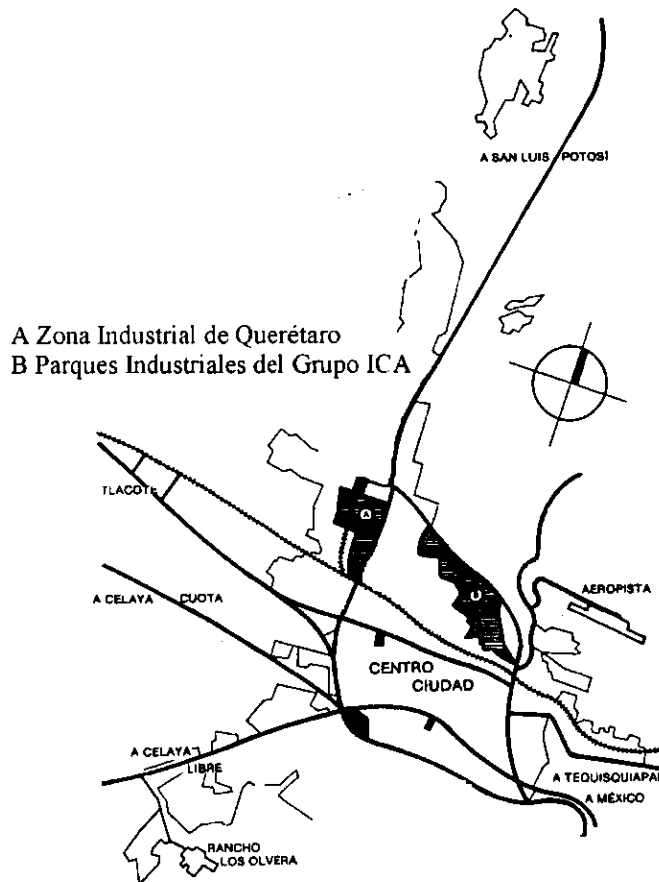 A SAN LUIS POTOSÍ
A Zona Industrial de Querétaro
B Parques Industriales del Grupo ICA
TLACOTE
A
AEROPISTA
A CELAYA CUOTA
CENTRO
CIUDAD
A CELAYA
LIBRE
A TEQUISQUIAPAN
A MÉXICO
RANCHO
LOS OLVERA